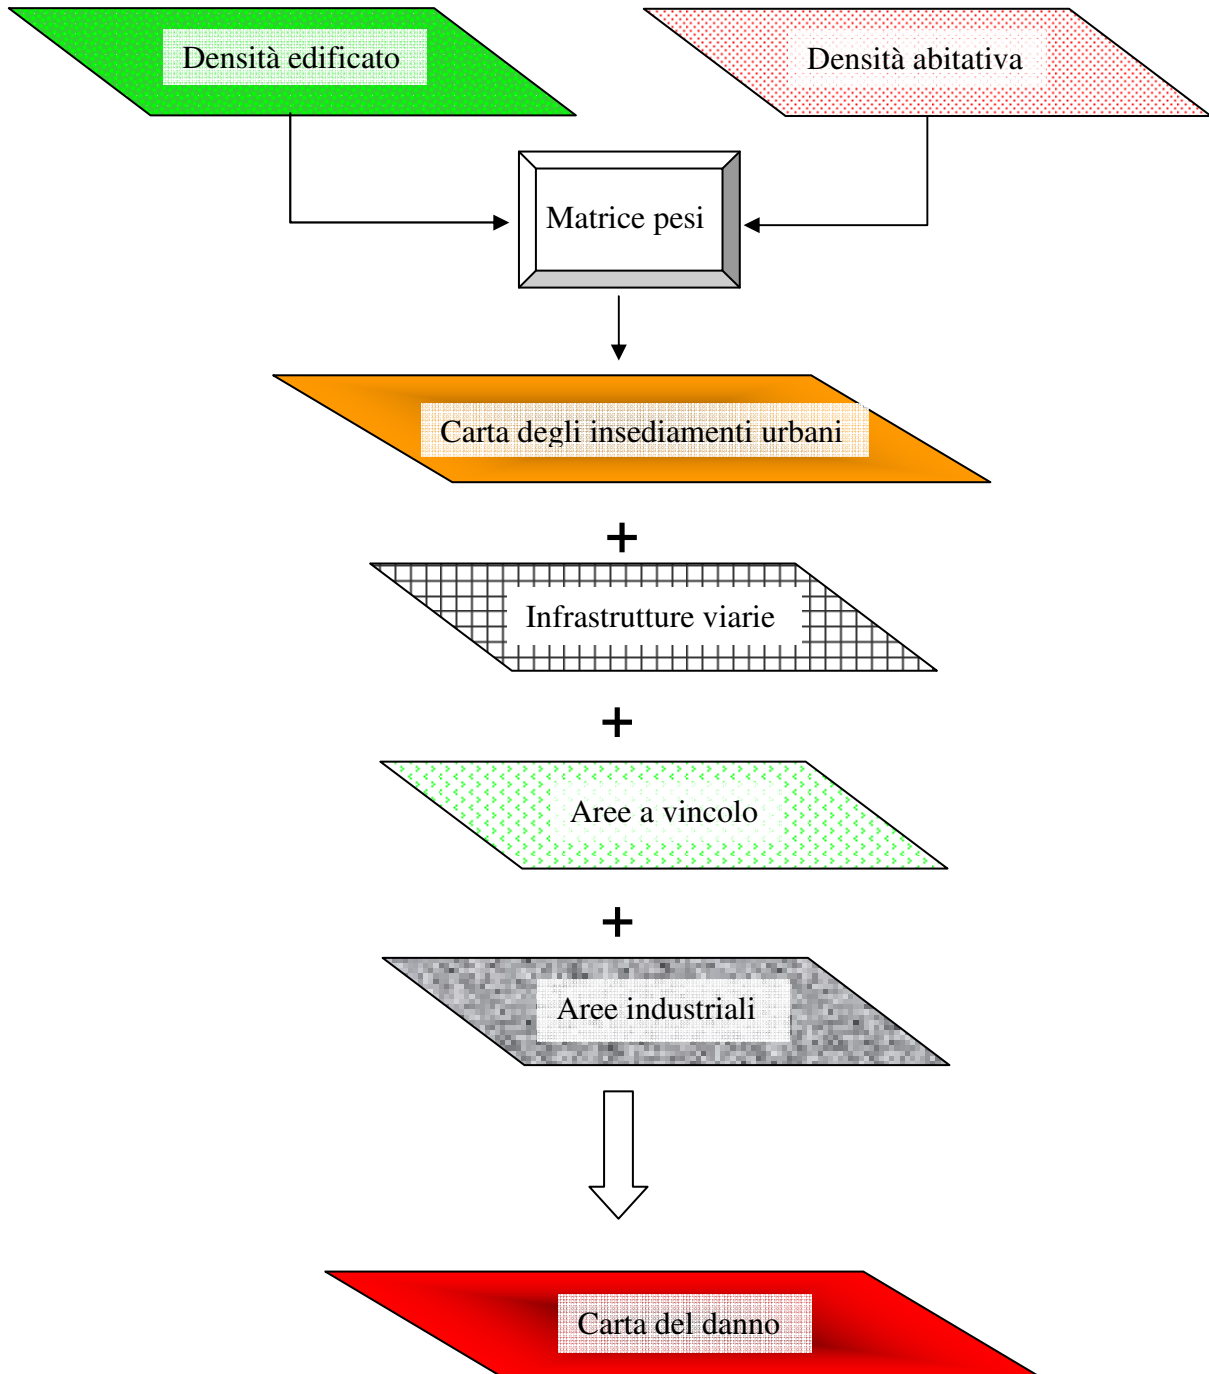 Densità edificato
Densità abitativa
Matrice pesi
Carta degli insediamenti urbani
+
Infrastrutture viarie
+
Aree a vincolo
+
Aree industriali
Carta del danno